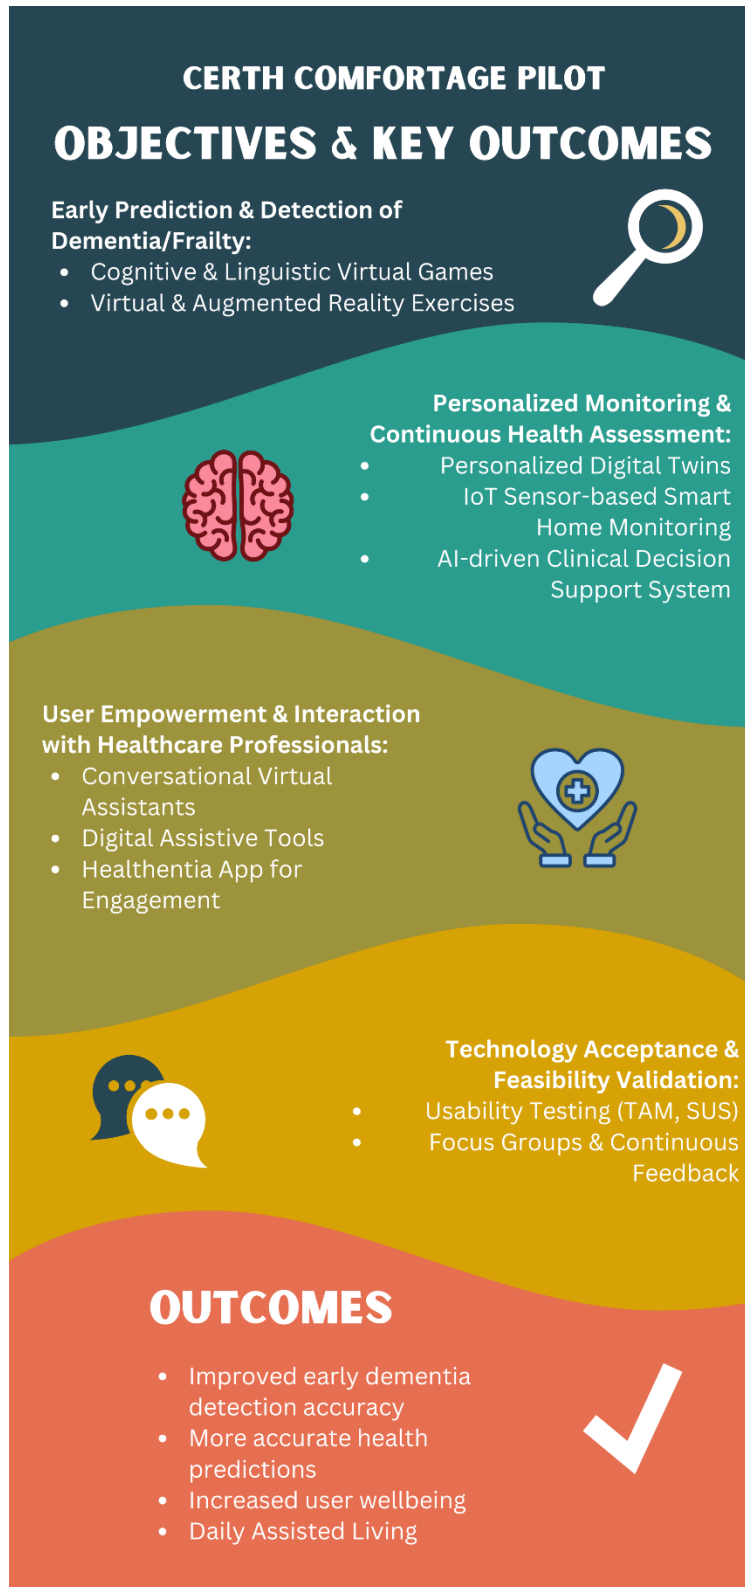 CERTH COMFORTAGE PILOT
OBJECTIVES & KEY OUTCOMES
Early Prediction & Detection of
Dementia/Frailty:
• Cognitive & Linguistic Virtual Games
• Virtual & Augmented Reality Exercises
Personalized Monitoring &
Continuous Health Assessment:
• Personalized Digital Twins
• IoT Sensor-based Smart
Home Monitoring
• AI-driven Clinical Decision
Support System
User Empowerment & Interaction
with Healthcare Professionals:
• Conversational Virtual
Assistants
• Digital Assistive Tools
• Healthentia App for
Engagement
Technology Acceptance &
Feasibility Validation:
• Usability Testing (TAM, SUS)
• Focus Groups & Continuous
Feedback
OUTCOMES
• Improved early dementia
detection accuracy
• More accurate health
predictions
• Increased user wellbeing
• Daily Assisted Living